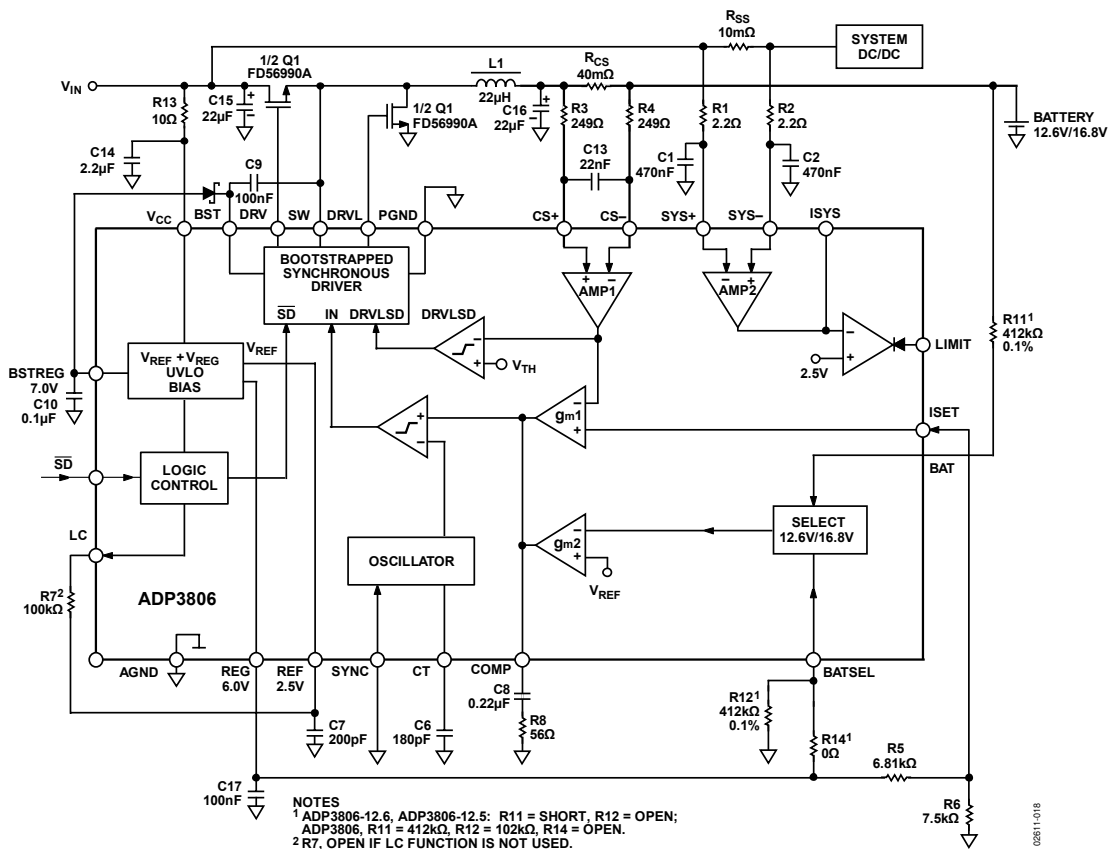 RSS
10mΩ
SYSTEM
DC/DC
1/2 Q1
FD56990A
L1
22µH
RCS
40mΩ
VIN
R13
10Ω
C15
22µF
+
–
1/2 Q1
FD56990A
C16
22µF
+
–
R3
249Ω
R4
249Ω
R1
2.2Ω
R2
2.2Ω
BATTERY
12.6V/16.8V
C14
2.2µF
C9
100nF
C13
22nF
C1
470nF
C2
470nF
VCC
BST
DRV
SW
DRVL
PGND
CS+
CS–
SYS+
SYS–
ISYS
BOOTSTRAPPED
SYNCHRONOUS
DRIVER
SD
IN
DRVLSD
DRVLSD
+ –
AMP1
– +
AMP2
–
+
2.5V
LIMIT
R11¹
412kΩ
0.1%
–
+
VTH
VREF + VREG
UVLO
BIAS
VREF
BSTREG
7.0V
C10
0.1µF
+
–
–
gm1
+
ISET
BAT
SD
LOGIC
CONTROL
LC
–
gm2
+
VREF
SELECT
12.6V/16.8V
OSCILLATOR
R7²
100kΩ
ADP3806
AGND
REG
6.0V
REF
2.5V
SYNC
CT
COMP
BATSEL
C8
0.22µF
R8
56Ω
R12¹
412kΩ
0.1%
R14¹
0Ω
C7
200pF
C6
180pF
R5
6.81kΩ
C17
100nF
R6
7.5kΩ
NOTES
¹ ADP3806-12.6, ADP3806-12.5: R11 = SHORT, R12 = OPEN;
ADP3806, R11 = 412kΩ, R12 = 102kΩ, R14 = OPEN.
² R7, OPEN IF LC FUNCTION IS NOT USED.
02611-018